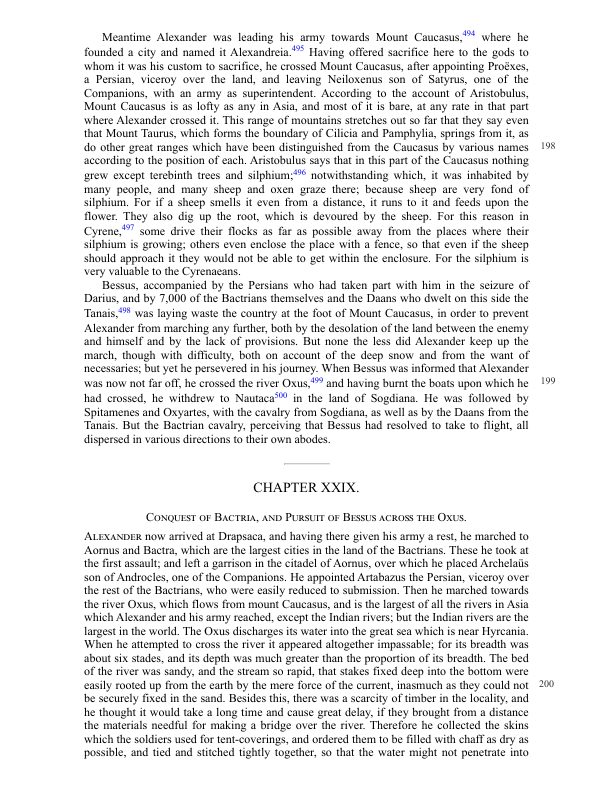 Meantime Alexander was leading his army towards Mount Caucasus,494 where he
founded a city and named it Alexandreia.495 Having offered sacrifice here to the gods to
whom it was his custom to sacrifice, he crossed Mount Caucasus, after appointing Proëxes,
a Persian, viceroy over the land, and leaving Neiloxenus son of Satyrus, one of the
Companions, with an army as superintendent. According to the account of Aristobulus,
Mount Caucasus is as lofty as any in Asia, and most of it is bare, at any rate in that part
where Alexander crossed it. This range of mountains stretches out so far that they say even
that Mount Taurus, which forms the boundary of Cilicia and Pamphylia, springs from it, as
do other great ranges which have been distinguished from the Caucasus by various names 198
according to the position of each. Aristobulus says that in this part of the Caucasus nothing
grew except terebinth trees and silphium;496 notwithstanding which, it was inhabited by
many people, and many sheep and oxen graze there; because sheep are very fond of
silphium. For if a sheep smells it even from a distance, it runs to it and feeds upon the
flower. They also dig up the root, which is devoured by the sheep. For this reason in
Cyrene,497 some drive their flocks as far as possible away from the places where their
silphium is growing; others even enclose the place with a fence, so that even if the sheep
should approach it they would not be able to get within the enclosure. For the silphium is
very valuable to the Cyrenaeans.
Bessus, accompanied by the Persians who had taken part with him in the seizure of
Darius, and by 7,000 of the Bactrians themselves and the Daans who dwelt on this side the
Tanais,498 was laying waste the country at the foot of Mount Caucasus, in order to prevent
Alexander from marching any further, both by the desolation of the land between the enemy
and himself and by the lack of provisions. But none the less did Alexander keep up the
march, though with difficulty, both on account of the deep snow and from the want of
necessaries; but yet he persevered in his journey. When Bessus was informed that Alexander
was now not far off, he crossed the river Oxus,499 and having burnt the boats upon which he 199
had crossed, he withdrew to Nautaca500 in the land of Sogdiana. He was followed by
Spitamenes and Oxyartes, with the cavalry from Sogdiana, as well as by the Daans from the
Tanais. But the Bactrian cavalry, perceiving that Bessus had resolved to take to flight, all
dispersed in various directions to their own abodes.
CHAPTER XXIX.
Conquest of Bactria, and Pursuit of Bessus across the Oxus.
Alexander now arrived at Drapsaca, and having there given his army a rest, he marched to
Aornus and Bactra, which are the largest cities in the land of the Bactrians. These he took at
the first assault; and left a garrison in the citadel of Aornus, over which he placed Archelaüs
son of Androcles, one of the Companions. He appointed Artabazus the Persian, viceroy over
the rest of the Bactrians, who were easily reduced to submission. Then he marched towards
the river Oxus, which flows from mount Caucasus, and is the largest of all the rivers in Asia
which Alexander and his army reached, except the Indian rivers; but the Indian rivers are the
largest in the world. The Oxus discharges its water into the great sea which is near Hyrcania.
When he attempted to cross the river it appeared altogether impassable; for its breadth was
about six stades, and its depth was much greater than the proportion of its breadth. The bed
of the river was sandy, and the stream so rapid, that stakes fixed deep into the bottom were
easily rooted up from the earth by the mere force of the current, inasmuch as they could not 200
be securely fixed in the sand. Besides this, there was a scarcity of timber in the locality, and
he thought it would take a long time and cause great delay, if they brought from a distance
the materials needful for making a bridge over the river. Therefore he collected the skins
which the soldiers used for tent-coverings, and ordered them to be filled with chaff as dry as
possible, and tied and stitched tightly together, so that the water might not penetrate into